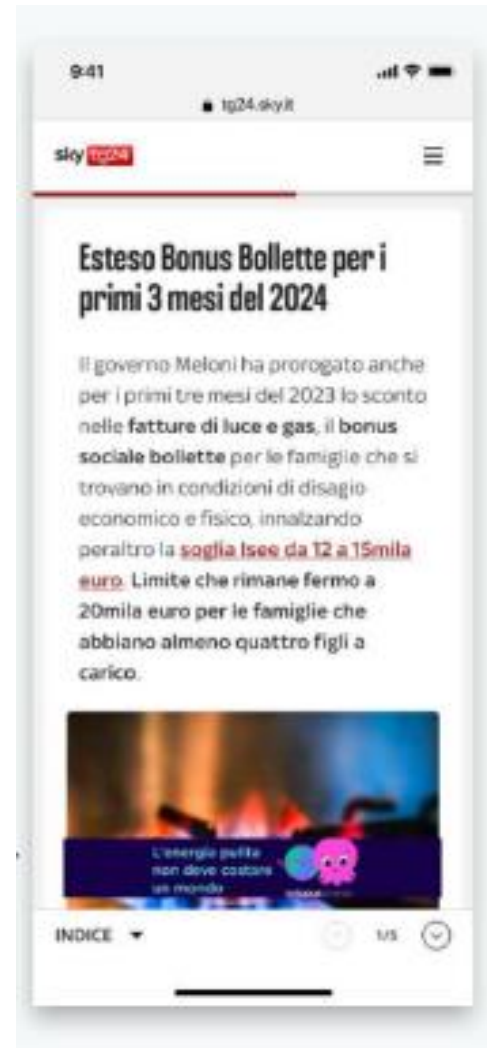 9:41
tg24.sky.it
sky tg24
Esteso Bonus Bollette per i
primi 3 mesi del 2024
Il governo Meloni ha prorogato anche
per i primi tre mesi del 2023 lo sconto
nelle fatture di luce e gas, il bonus
sociale bollette per le famiglie che si
trovano in condizioni di disagio
economico e fisico, innalzando
peraltro la soglia Isee da 12 a 15mila
euro. Limite che rimane fermo a
20mila euro per le famiglie che
abbiano almeno quattro figli a
carico.
L'energia pulita
non deve costare
un mondo
INDICE
1/5